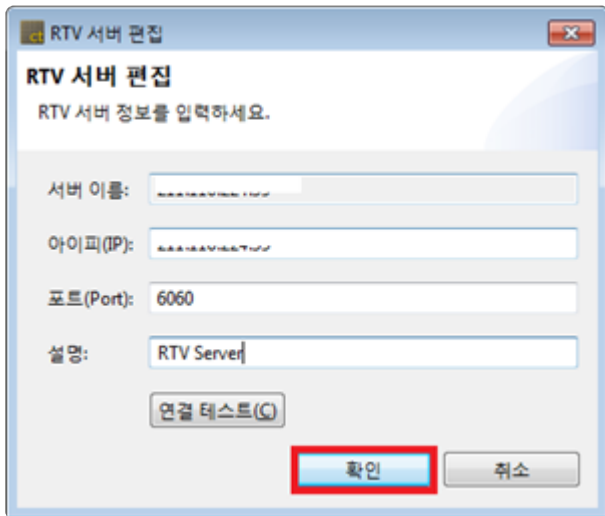 ct RTV 서버 편집
RTV 서버 편집
RTV 서버 정보를 입력하세요.
서버 이름:
아이피(IP):
포트(Port): 6060
설명: RTV Server
연결 테스트(C)
확인 취소